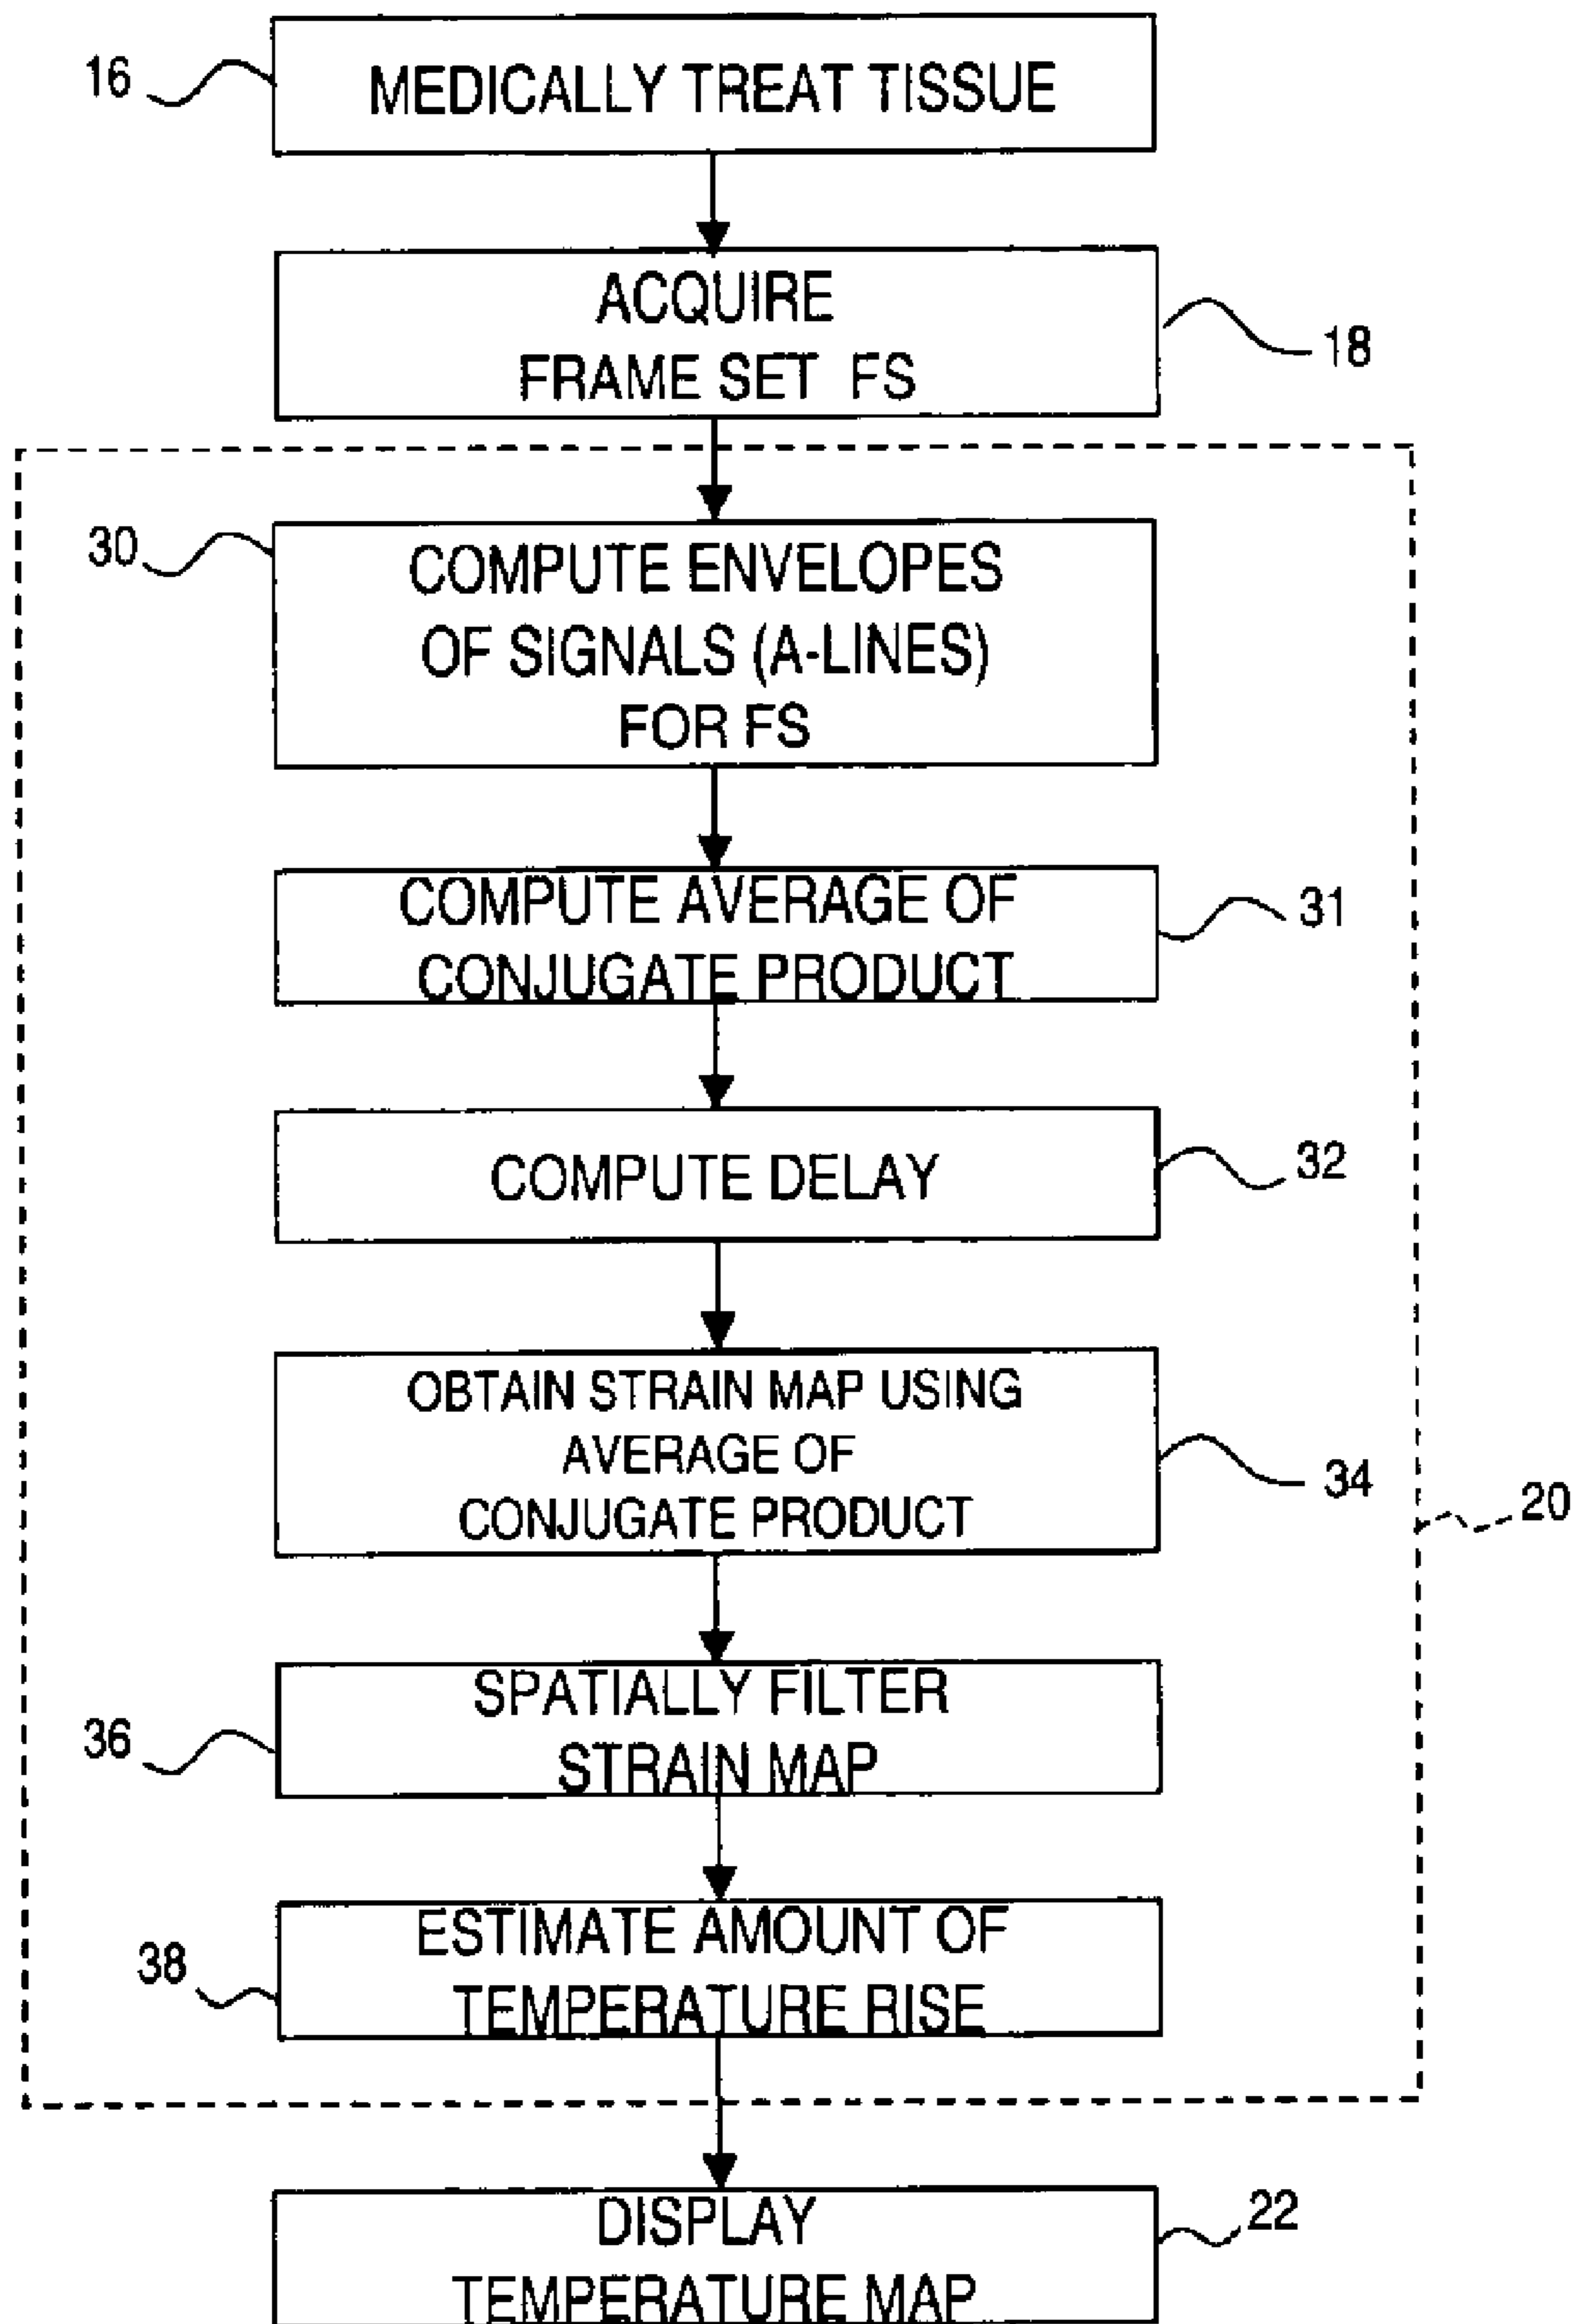 16
MEDICALLY TREAT TISSUE
ACQUIRE
FRAME SET FS
18
30
COMPUTE ENVELOPES
OF SIGNALS (A-LINES)
FOR FS
COMPUTE AVERAGE OF
CONJUGATE PRODUCT
31
COMPUTE DELAY
32
OBTAIN STRAIN MAP USING
AVERAGE OF
CONJUGATE PRODUCT
34
20
SPATIALLY FILTER
STRAIN MAP
36
ESTIMATE AMOUNT OF
TEMPERATURE RISE
38
DISPLAY
TEMPERATURE MAP
22